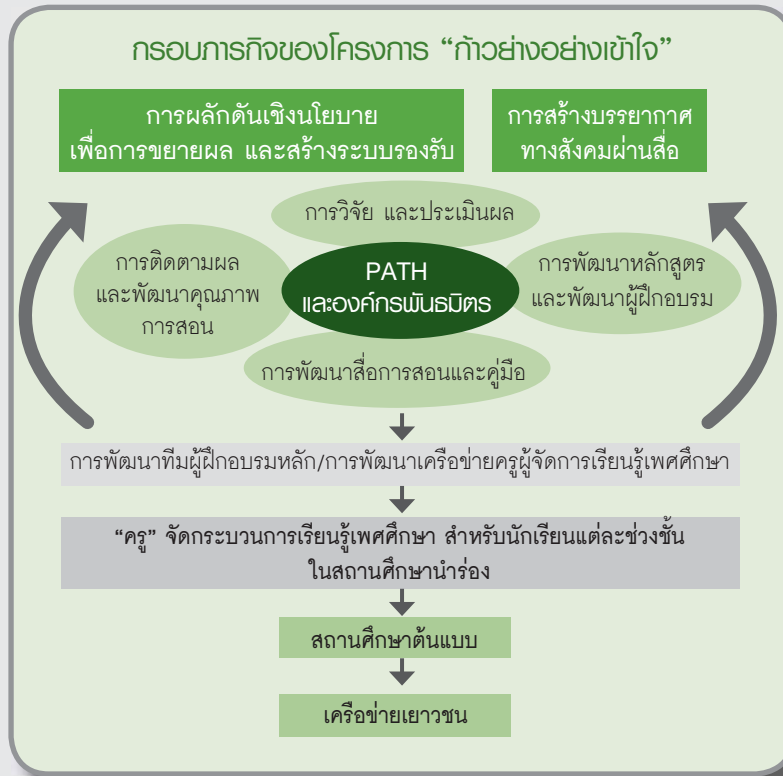 กรอบภารกิจของโครงการ “ก้าวย่างอย่างเข้าใจ”
การผลักดันเชิงนโยบาย
เพื่อการขยายผล และสร้างระบบรองรับ
การสร้างบรรยากาศ
ทางสังคมผ่านสื่อ
การวิจัย และประเมินผล
การติดตามผล
และพัฒนาคุณภาพ
การสอน
PATH
และองค์กรพันธมิตร
การพัฒนาหลักสูตร
และพัฒนาผู้ฝึกอบรม
การพัฒนาสื่อการสอนและคู่มือ
การพัฒนาทีมผู้ฝึกอบรมหลัก/การพัฒนาเครือข่ายครูผู้จัดการเรียนรู้เพศศึกษา
“ครู” จัดกระบวนการเรียนรู้เพศศึกษา สำหรับนักเรียนแต่ละช่วงชั้น
ในสถานศึกษานำร่อง
สถานศึกษาต้นแบบ
เครือข่ายเยาวชน